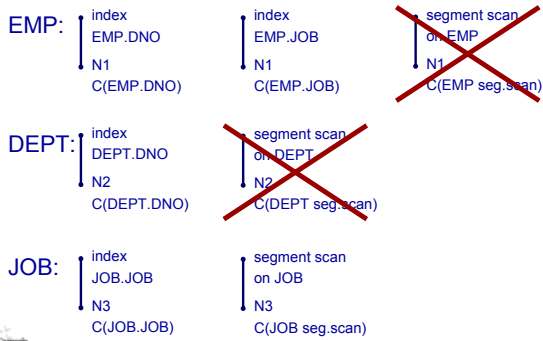 EMP:
index
EMP.DNO
N1
C(EMP.DNO)
index
EMP.JOB
N1
C(EMP.JOB)
segment scan
on EMP
N1
C(EMP seg.scan)
DEPT:
index
DEPT.DNO
N2
C(DEPT.DNO)
segment scan
on DEPT
N2
C(DEPT seg.scan)
JOB:
index
JOB.JOB
N3
C(JOB.JOB)
segment scan
on JOB
N3
C(JOB seg.scan)